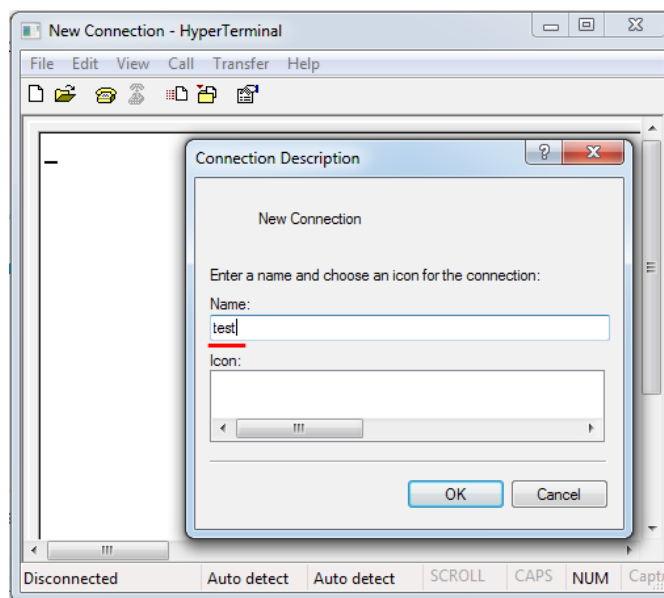 New Connection - HyperTerminal
File Edit View Call Transfer Help
Connection Description
New Connection
Enter a name and choose an icon for the connection:
Name:
test
Icon:
OK Cancel
Disconnected Auto detect Auto detect SCROLL CAPS NUM Capt